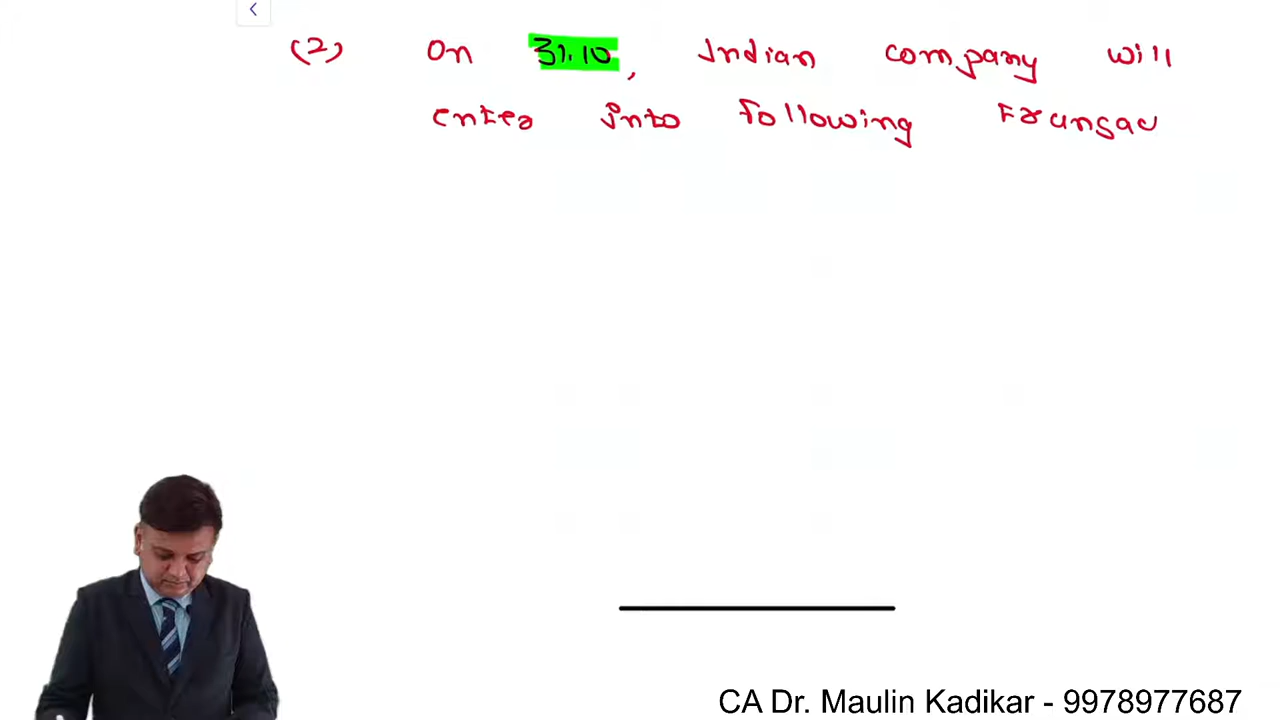 (2) On 31.10, Indian company will
enter into following transac
CA Dr. Maulin Kadikar - 9978977687